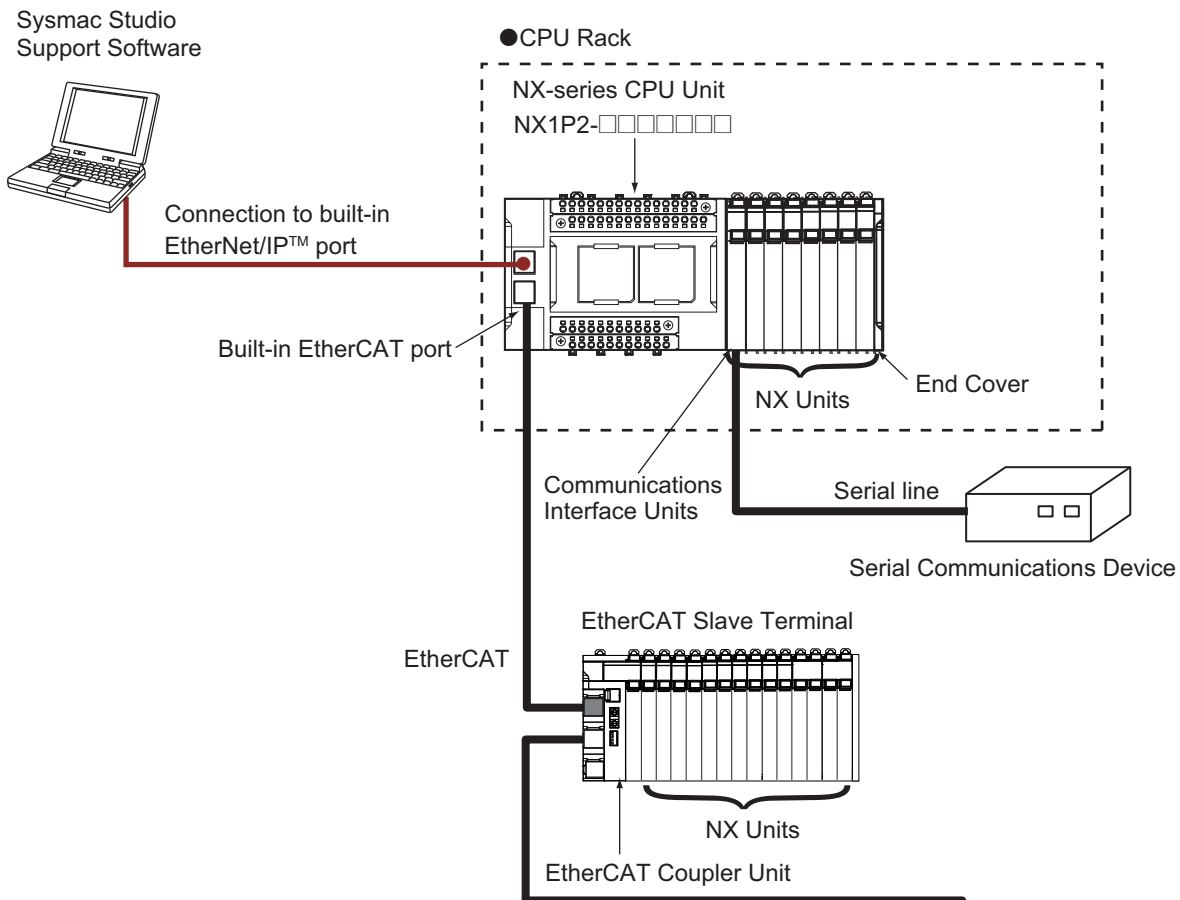 Sysmac Studio
Support Software
●CPU Rack
NX-series CPU Unit
NX1P2-□□□□□□□
Connection to built-in
EtherNet/IP™ port
Built-in EtherCAT port
End Cover
NX Units
Communications
Interface Units
Serial line
Serial Communications Device
EtherCAT Slave Terminal
EtherCAT
NX Units
EtherCAT Coupler Unit